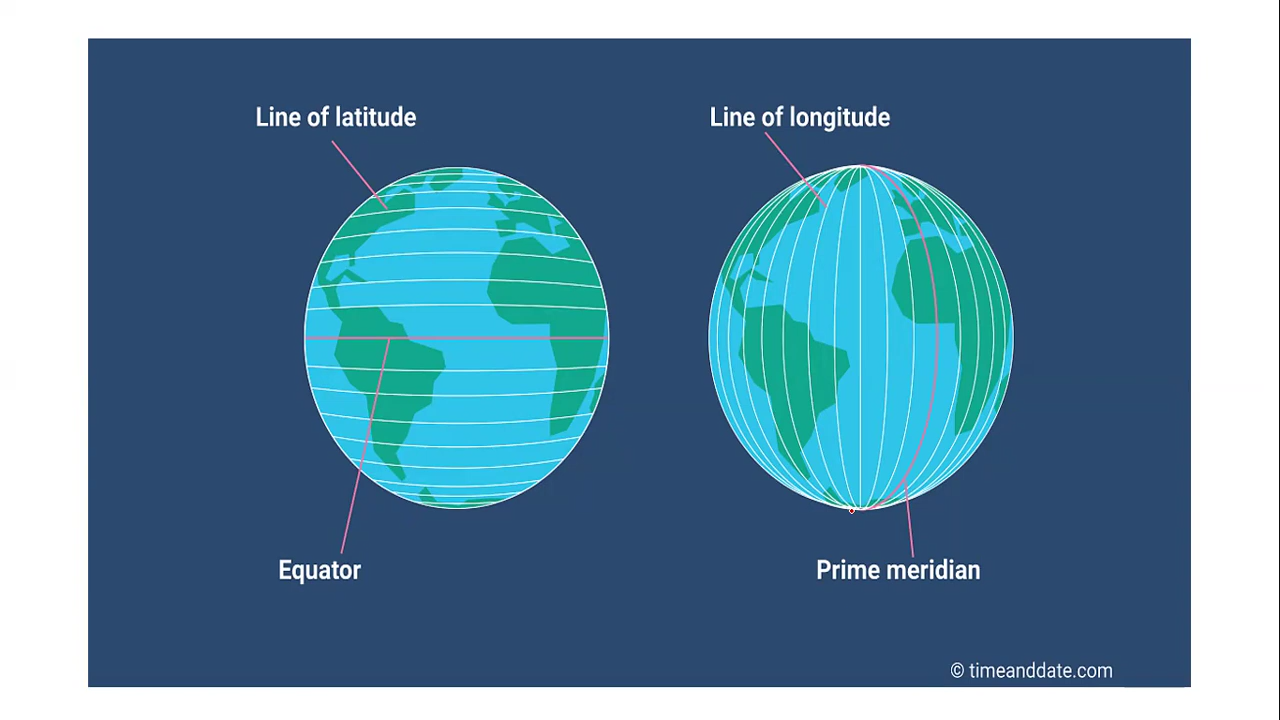 Line of latitude
Line of longitude
Equator
Prime meridian
© timeanddate.com